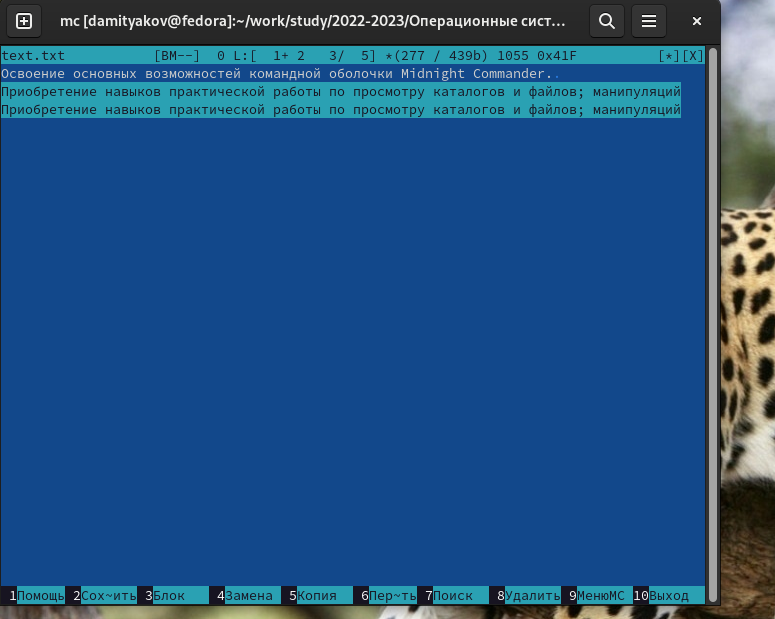 mc [damityakov@fedora]:~/work/study/2022-2023/Операционные сист…
text.txt [BM--] 0 L:[ 1+ 2 3/ 5] *(277 / 439b) 1055 0x41F [*][X]
Освоение основных возможностей командной оболочки Midnight Commander..
Приобретение навыков практической работы по просмотру каталогов и файлов; манипуляций
Приобретение навыков практической работы по просмотру каталогов и файлов; манипуляций
1Помощь 2Сох~ить 3Блок 4Замена 5Копия 6Пер~ть 7Поиск 8Удалить 9МенюMC 10Выход